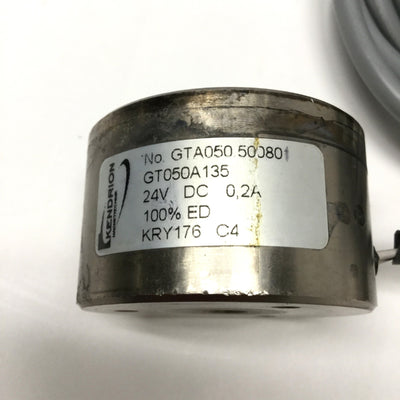 KENDRION
No. GTA050 500801
GT050A135
24V DC 0,2A
100% ED
KRY176 C4